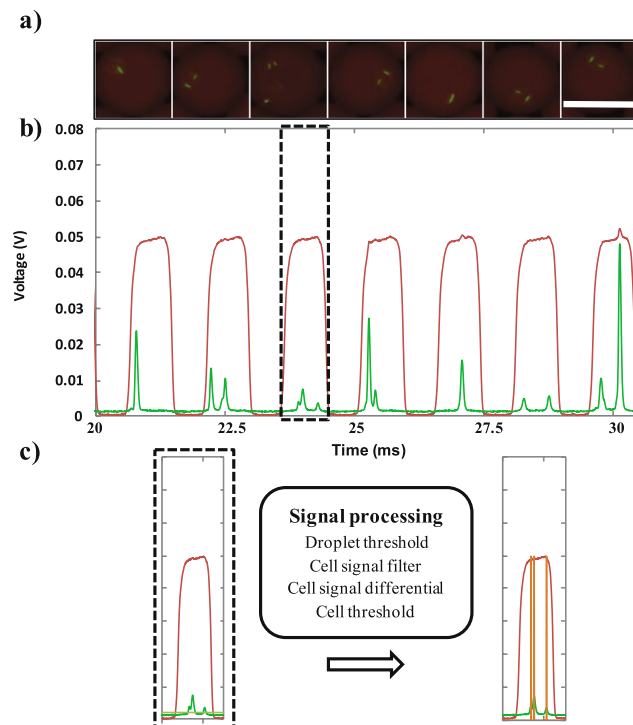 a)
b)
0.08
0.07
0.06
0.05
0.04
0.03
0.02
0.01
0
Voltage (V)
20
22.5
25
27.5
30
Time (ms)
c)
Signal processing
Droplet threshold
Cell signal filter
Cell signal differential
Cell threshold